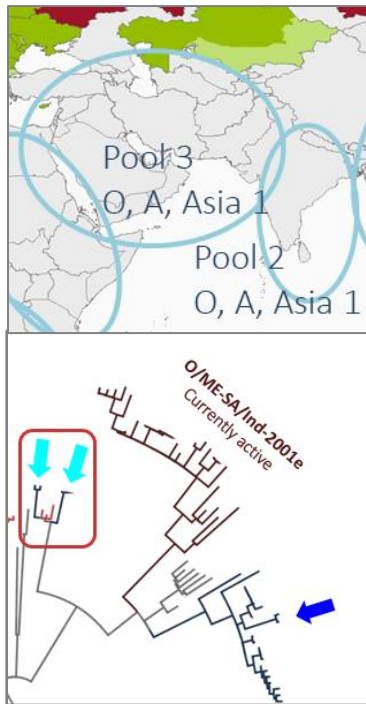 Pool 3
O, A, Asia 1
Pool 2
O, A, Asia 1
O/ME-SA/Ind-2001e
Currently active